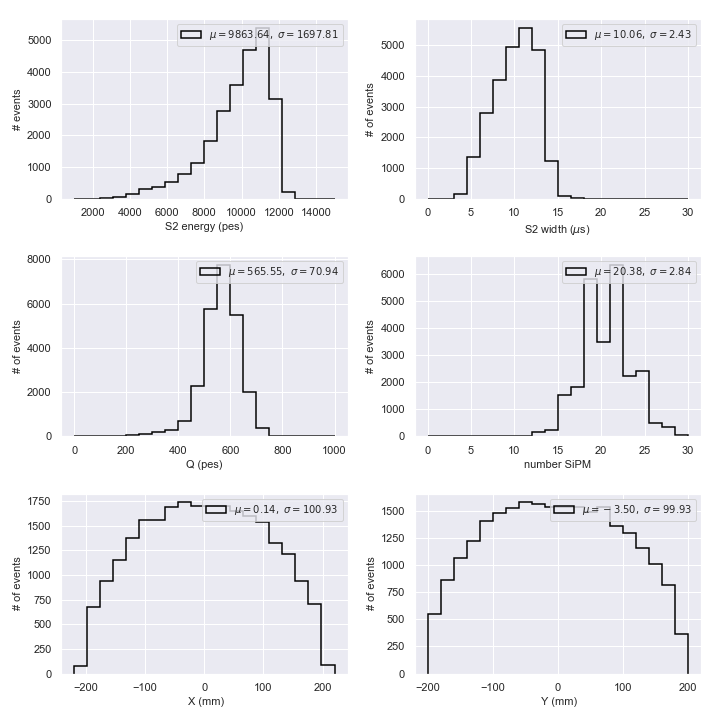 μ = 9863.64, σ = 1697.81
# events
5000
4000
3000
2000
1000
0
2000 4000 6000 8000 10000 12000 14000
S2 energy (pes)
μ = 10.06, σ = 2.43
# of events
5000
4000
3000
2000
1000
0
0 5 10 15 20 25 30
S2 width (μs)
μ = 565.55, σ = 70.94
# of events
8000
6000
4000
2000
0
0 200 400 600 800 1000
Q (pes)
μ = 20.38, σ = 2.84
# of events
6000
5000
4000
3000
2000
1000
0
0 5 10 15 20 25 30
number SiPM
μ = 0.14, σ = 100.93
# of events
1750
1500
1250
1000
750
500
250
0
−200 −100 0 100 200
X (mm)
μ = − 3.50, σ = 99.93
# of events
1500
1250
1000
750
500
250
0
−200 −100 0 100 200
Y (mm)